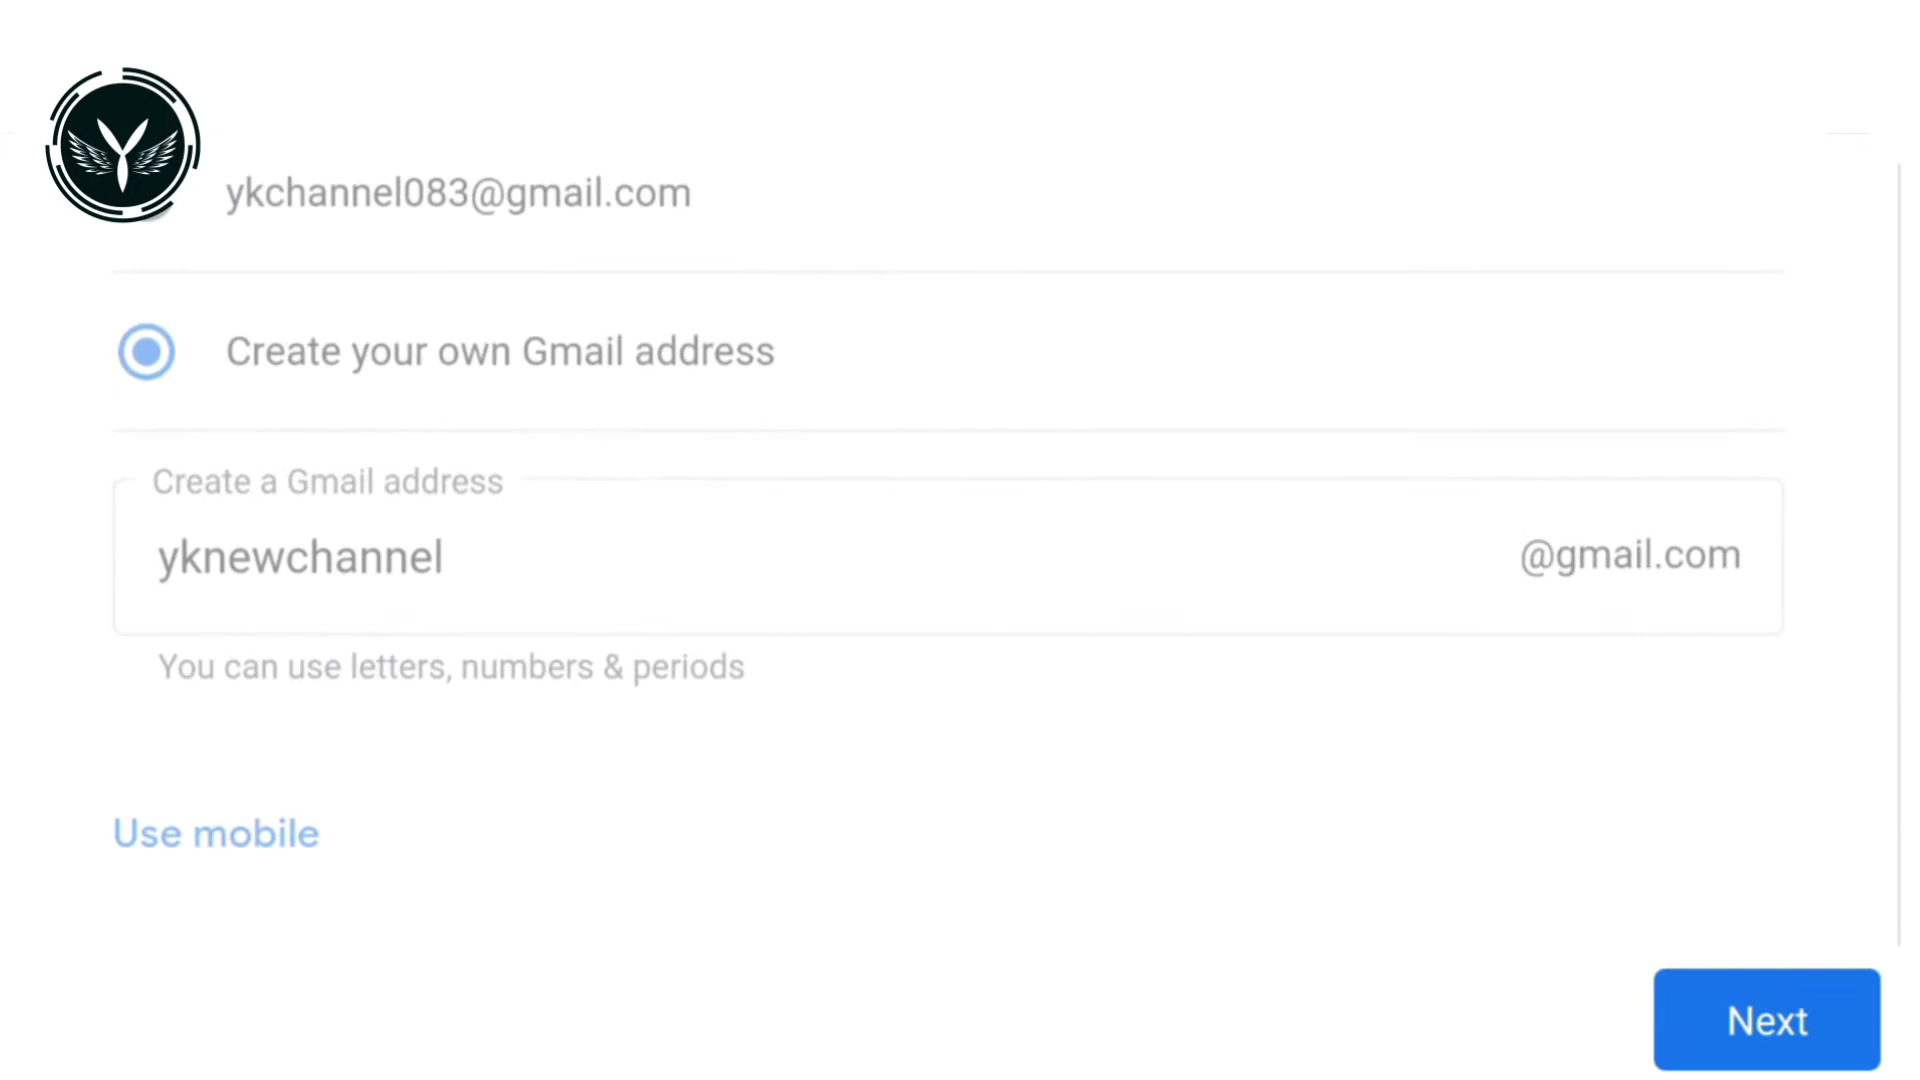 ykchannel083@gmail.com
Create your own Gmail address
Create a Gmail address
yknewchannel
@gmail.com
You can use letters, numbers & periods
Use mobile
Next